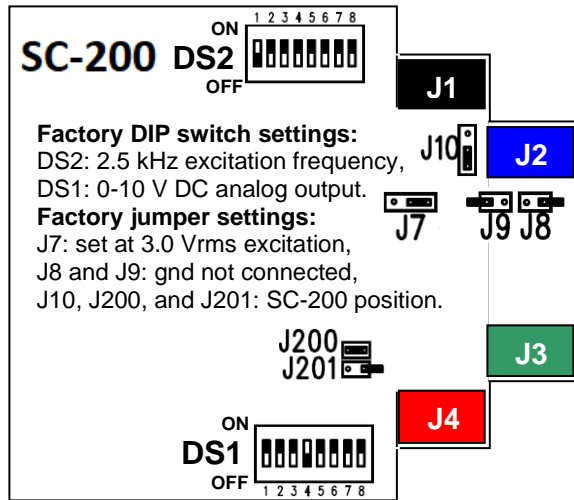 1 2 3 4 5 6 7 8
ON
SC-200 DS2
OFF
J1
Factory DIP switch settings:
DS2: 2.5 kHz excitation frequency,
DS1: 0-10 V DC analog output.
Factory jumper settings:
J7: set at 3.0 Vrms excitation,
J8 and J9: gnd not connected,
J10, J200, and J201: SC-200 position.
J10
J2
J7
J9 J8
J200
J201
J3
J4
ON
DS1
OFF
1 2 3 4 5 6 7 8